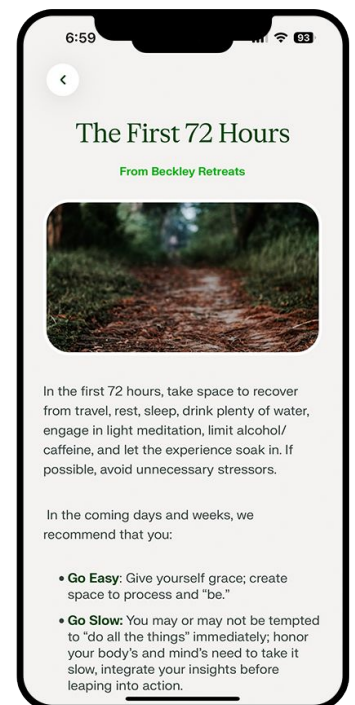 6:59
93
The First 72 Hours
From Beckley Retreats
In the first 72 hours, take space to recover
from travel, rest, sleep, drink plenty of water,
engage in light meditation, limit alcohol/
caffeine, and let the experience soak in. If
possible, avoid unnecessary stressors.
In the coming days and weeks, we
recommend that you:
• Go Easy: Give yourself grace; create
space to process and “be.”
• Go Slow: You may or may not be tempted
to “do all the things” immediately; honor
your body’s and mind’s need to take it
slow, integrate your insights before
leaping into action.